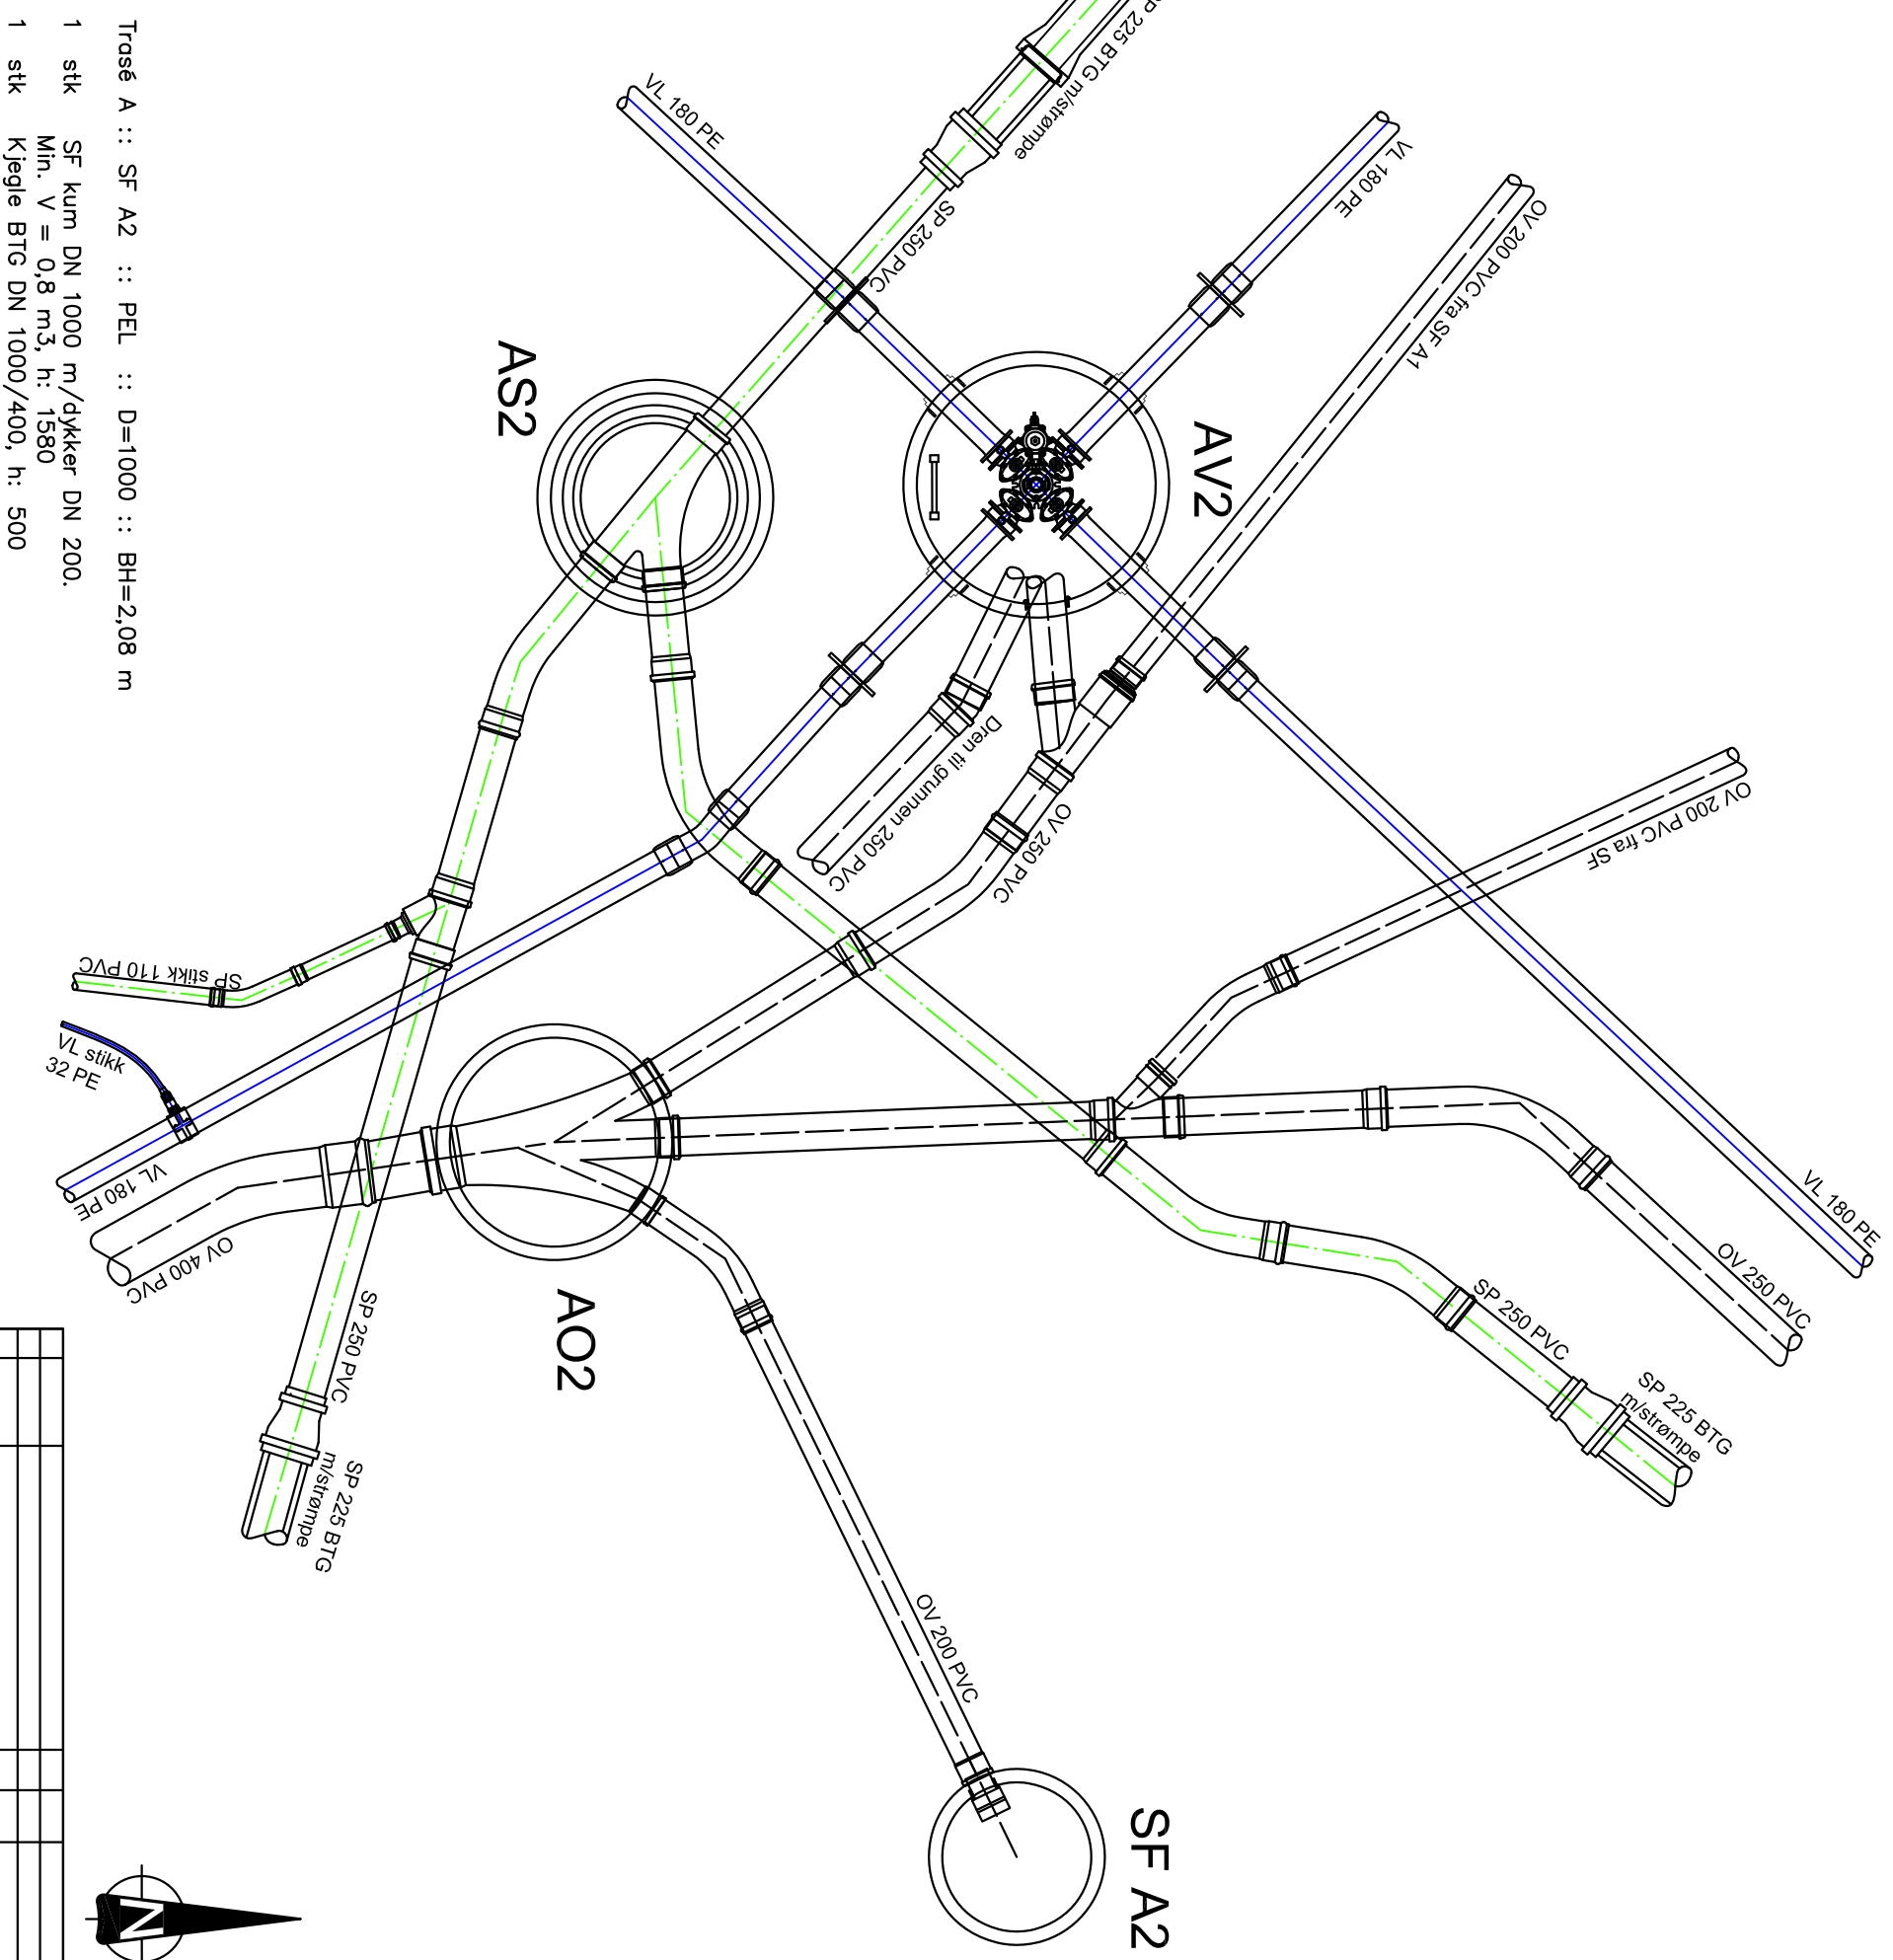 Trasé A :: SF A2 :: PEL :: D=1000 :: BH=2,08 m
1 stk SF kum DN 1000 m/dykker DN 200.
Min. V = 0,8 m3, h: 1580
1 stk Kjegle BTG DN 1000/400, h: 500
SP 225 BTG m/strømpe
VL 180 PE
SP 250 PVC
VL 180 PE
OV 200 PVC fra SF A1
AS2
AV2
Dren til grunnen 250 PVC
OV 250 PVC
OV 200 PVC fra SF
SP stikk 110 PVC
VL stikk
32 PE
VL 180 PE
OV 400 PVC
AO2
SP 250 PVC
SP 225 BTG
m/strømpe
VL 180 PE
OV 250 PVC
SP 250 PVC
SP 225 BTG
m/strømpe
OV 200 PVC
SF A2
N